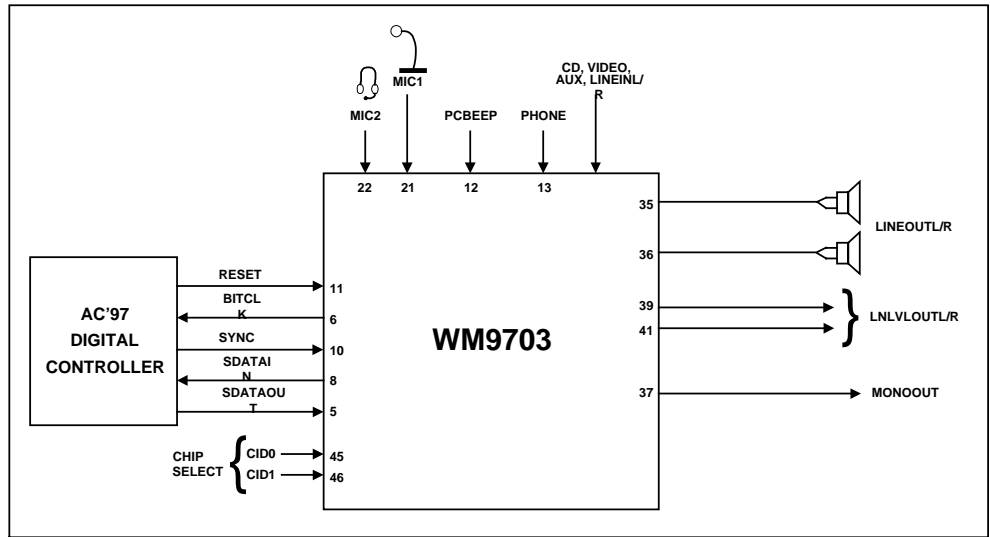 CD, VIDEO,
AUX, LINEINL/
R
MIC1
MIC2
PCBEEP
PHONE
22
21
12
13
35
LINEOUTL/R
36
RESET
11
AC'97
DIGITAL
CONTROLLER
BITCL
K
6
39
LNLVLOUTL/R
41
WM9703
SYNC
10
SDATAI
N
8
SDATAOU
T
5
37
MONOOUT
CHIP
SELECT
CID0
45
CID1
46